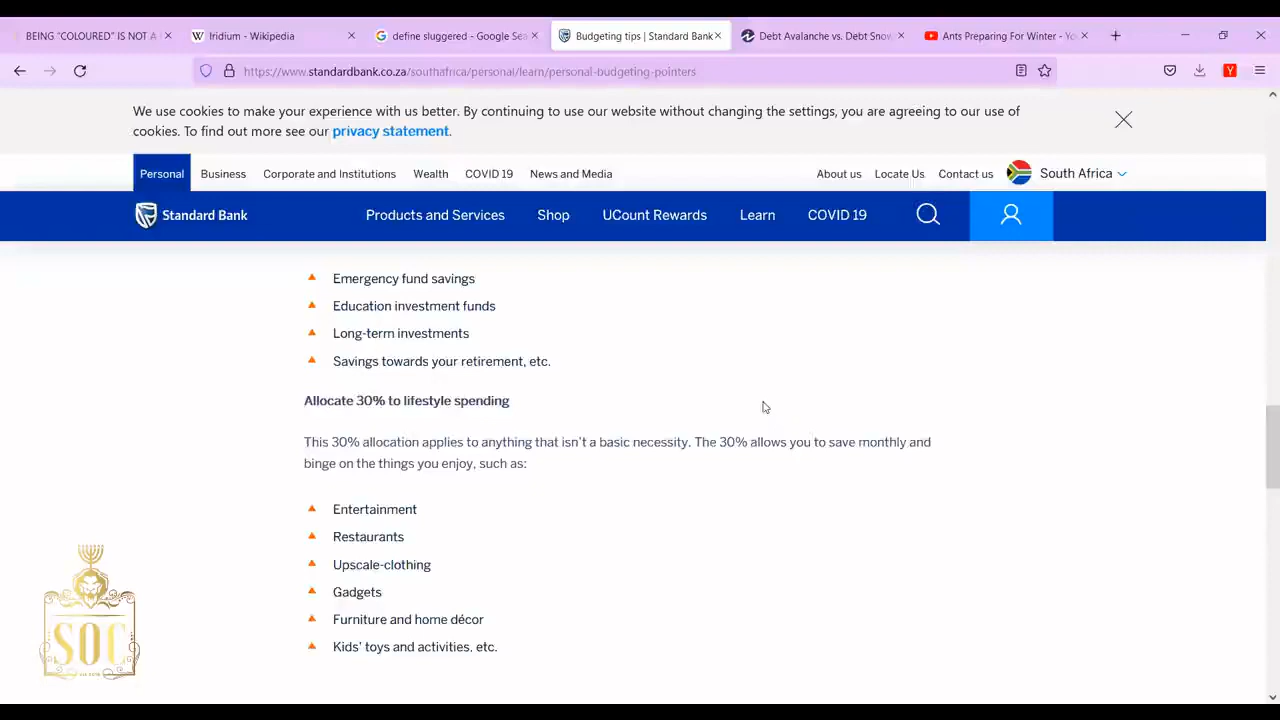 BEING “COLOURED” IS NOT A
Iridium - Wikipedia
define sluggered - Google Sea
Budgeting tips | Standard Bank
Debt Avalanche vs. Debt Snow
Ants Preparing For Winter - Yo
https://www.standardbank.co.za/southafrica/personal/learn/personal-budgeting-pointers
We use cookies to make your experience with us better. By continuing to use our website without changing the settings, you are agreeing to our use of
cookies. To find out more see our privacy statement.
Personal Business Corporate and Institutions Wealth COVID 19 News and Media About us Locate Us Contact us South Africa
Standard Bank Products and Services Shop UCount Rewards Learn COVID 19
Emergency fund savings
Education investment funds
Long-term investments
Savings towards your retirement, etc.
Allocate 30% to lifestyle spending
This 30% allocation applies to anything that isn't a basic necessity. The 30% allows you to save monthly and
binge on the things you enjoy, such as:
Entertainment
Restaurants
Upscale-clothing
Gadgets
Furniture and home décor
Kids' toys and activities. etc.
SOC